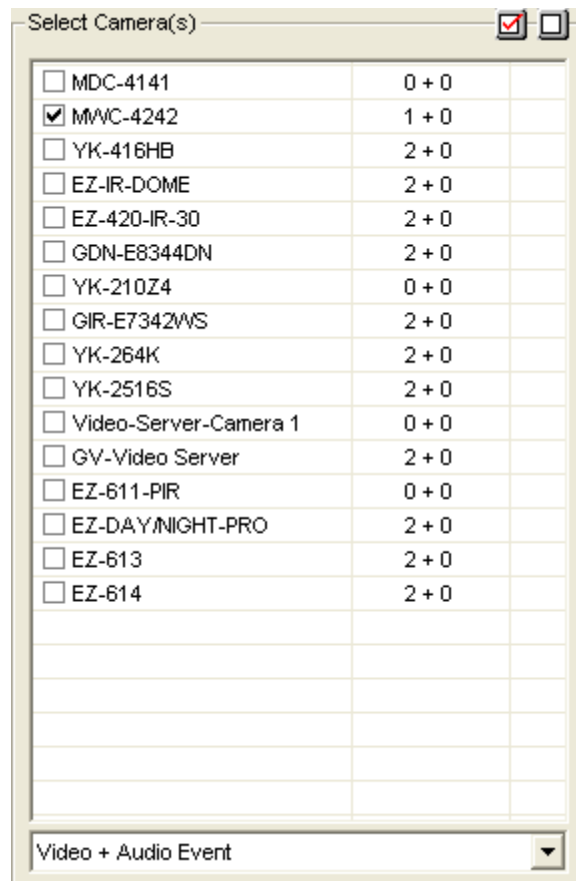 Select Camera(s)
MDC-4141 0 + 0
MWC-4242 1 + 0
YK-416HB 2 + 0
EZ-IR-DOME 2 + 0
EZ-420-IR-30 2 + 0
GDN-E8344DN 2 + 0
YK-210Z4 0 + 0
GIR-E7342WS 2 + 0
YK-264K 2 + 0
YK-2516S 2 + 0
Video-Server-Camera 1 0 + 0
GV-Video Server 2 + 0
EZ-611-PIR 0 + 0
EZ-DAY/NIGHT-PRO 2 + 0
EZ-613 2 + 0
EZ-614 2 + 0
Video + Audio Event